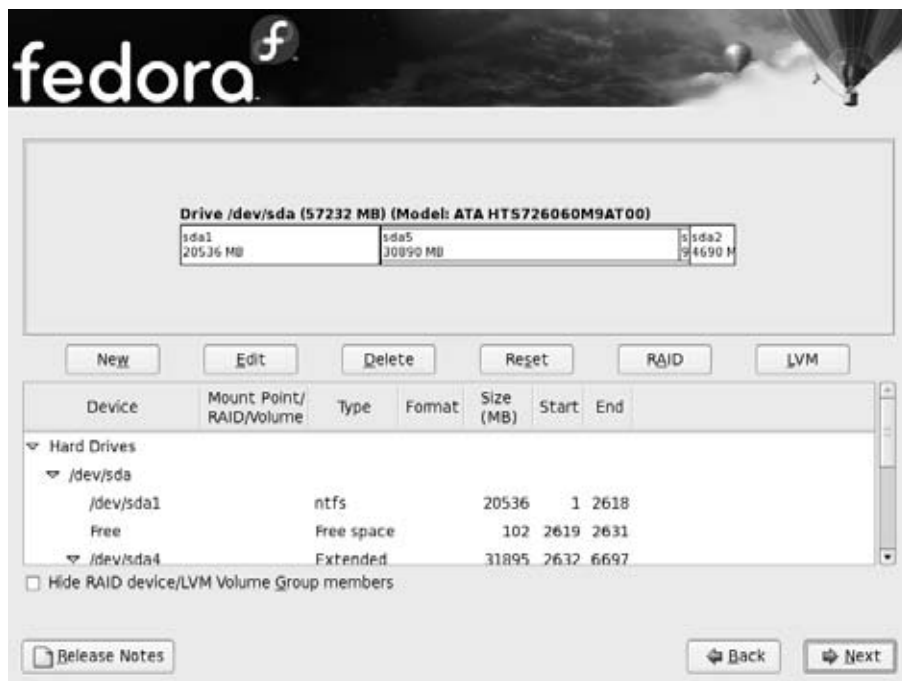 fedora f
Drive /dev/sda (57232 MB) (Model: ATA HTS726060M9AT00)
sda1 sda5 s sda2
20536 MB 30890 MB 9 4690 M
New Edit Delete Reset RAID LVM
Device Mount Point/ RAID/Volume Type Format Size (MB) Start End
Hard Drives
/dev/sda
/dev/sda1 ntfs 20536 1 2618
Free Free space 102 2619 2631
/dev/sda4 Extended 31895 2632 6697
Hide RAID device/LVM Volume Group members
Release Notes Back Next